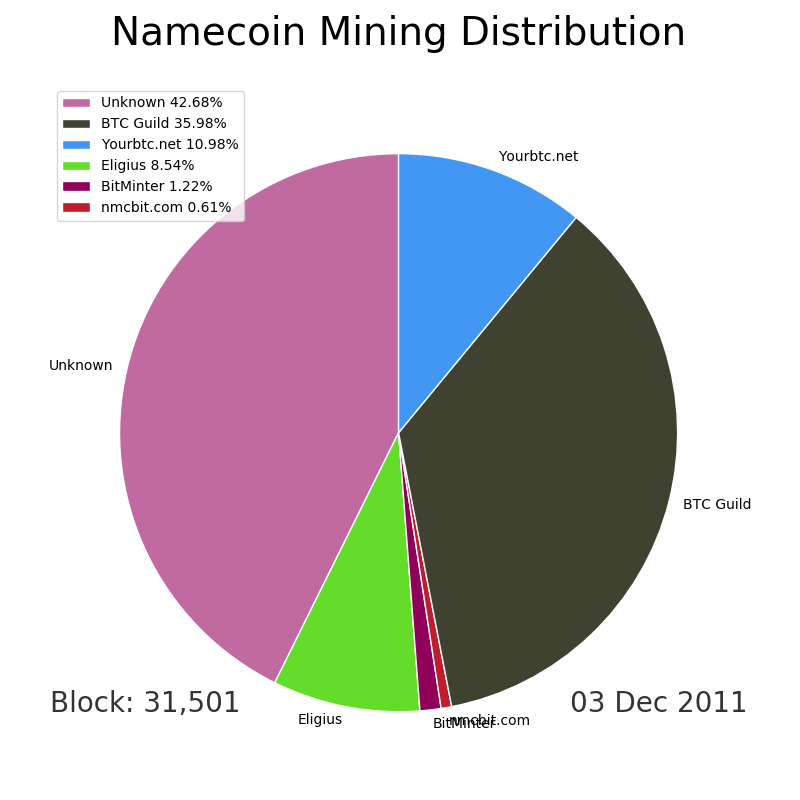 Namecoin Mining Distribution
Unknown 42.68%
BTC Guild 35.98%
Yourbtc.net 10.98%
Eligius 8.54%
BitMinter 1.22%
nmcbit.com 0.61%
Yourbtc.net
Unknown
BTC Guild
Block: 31,501
03 Dec 2011
Eligius
BitMinter
nmcbit.com